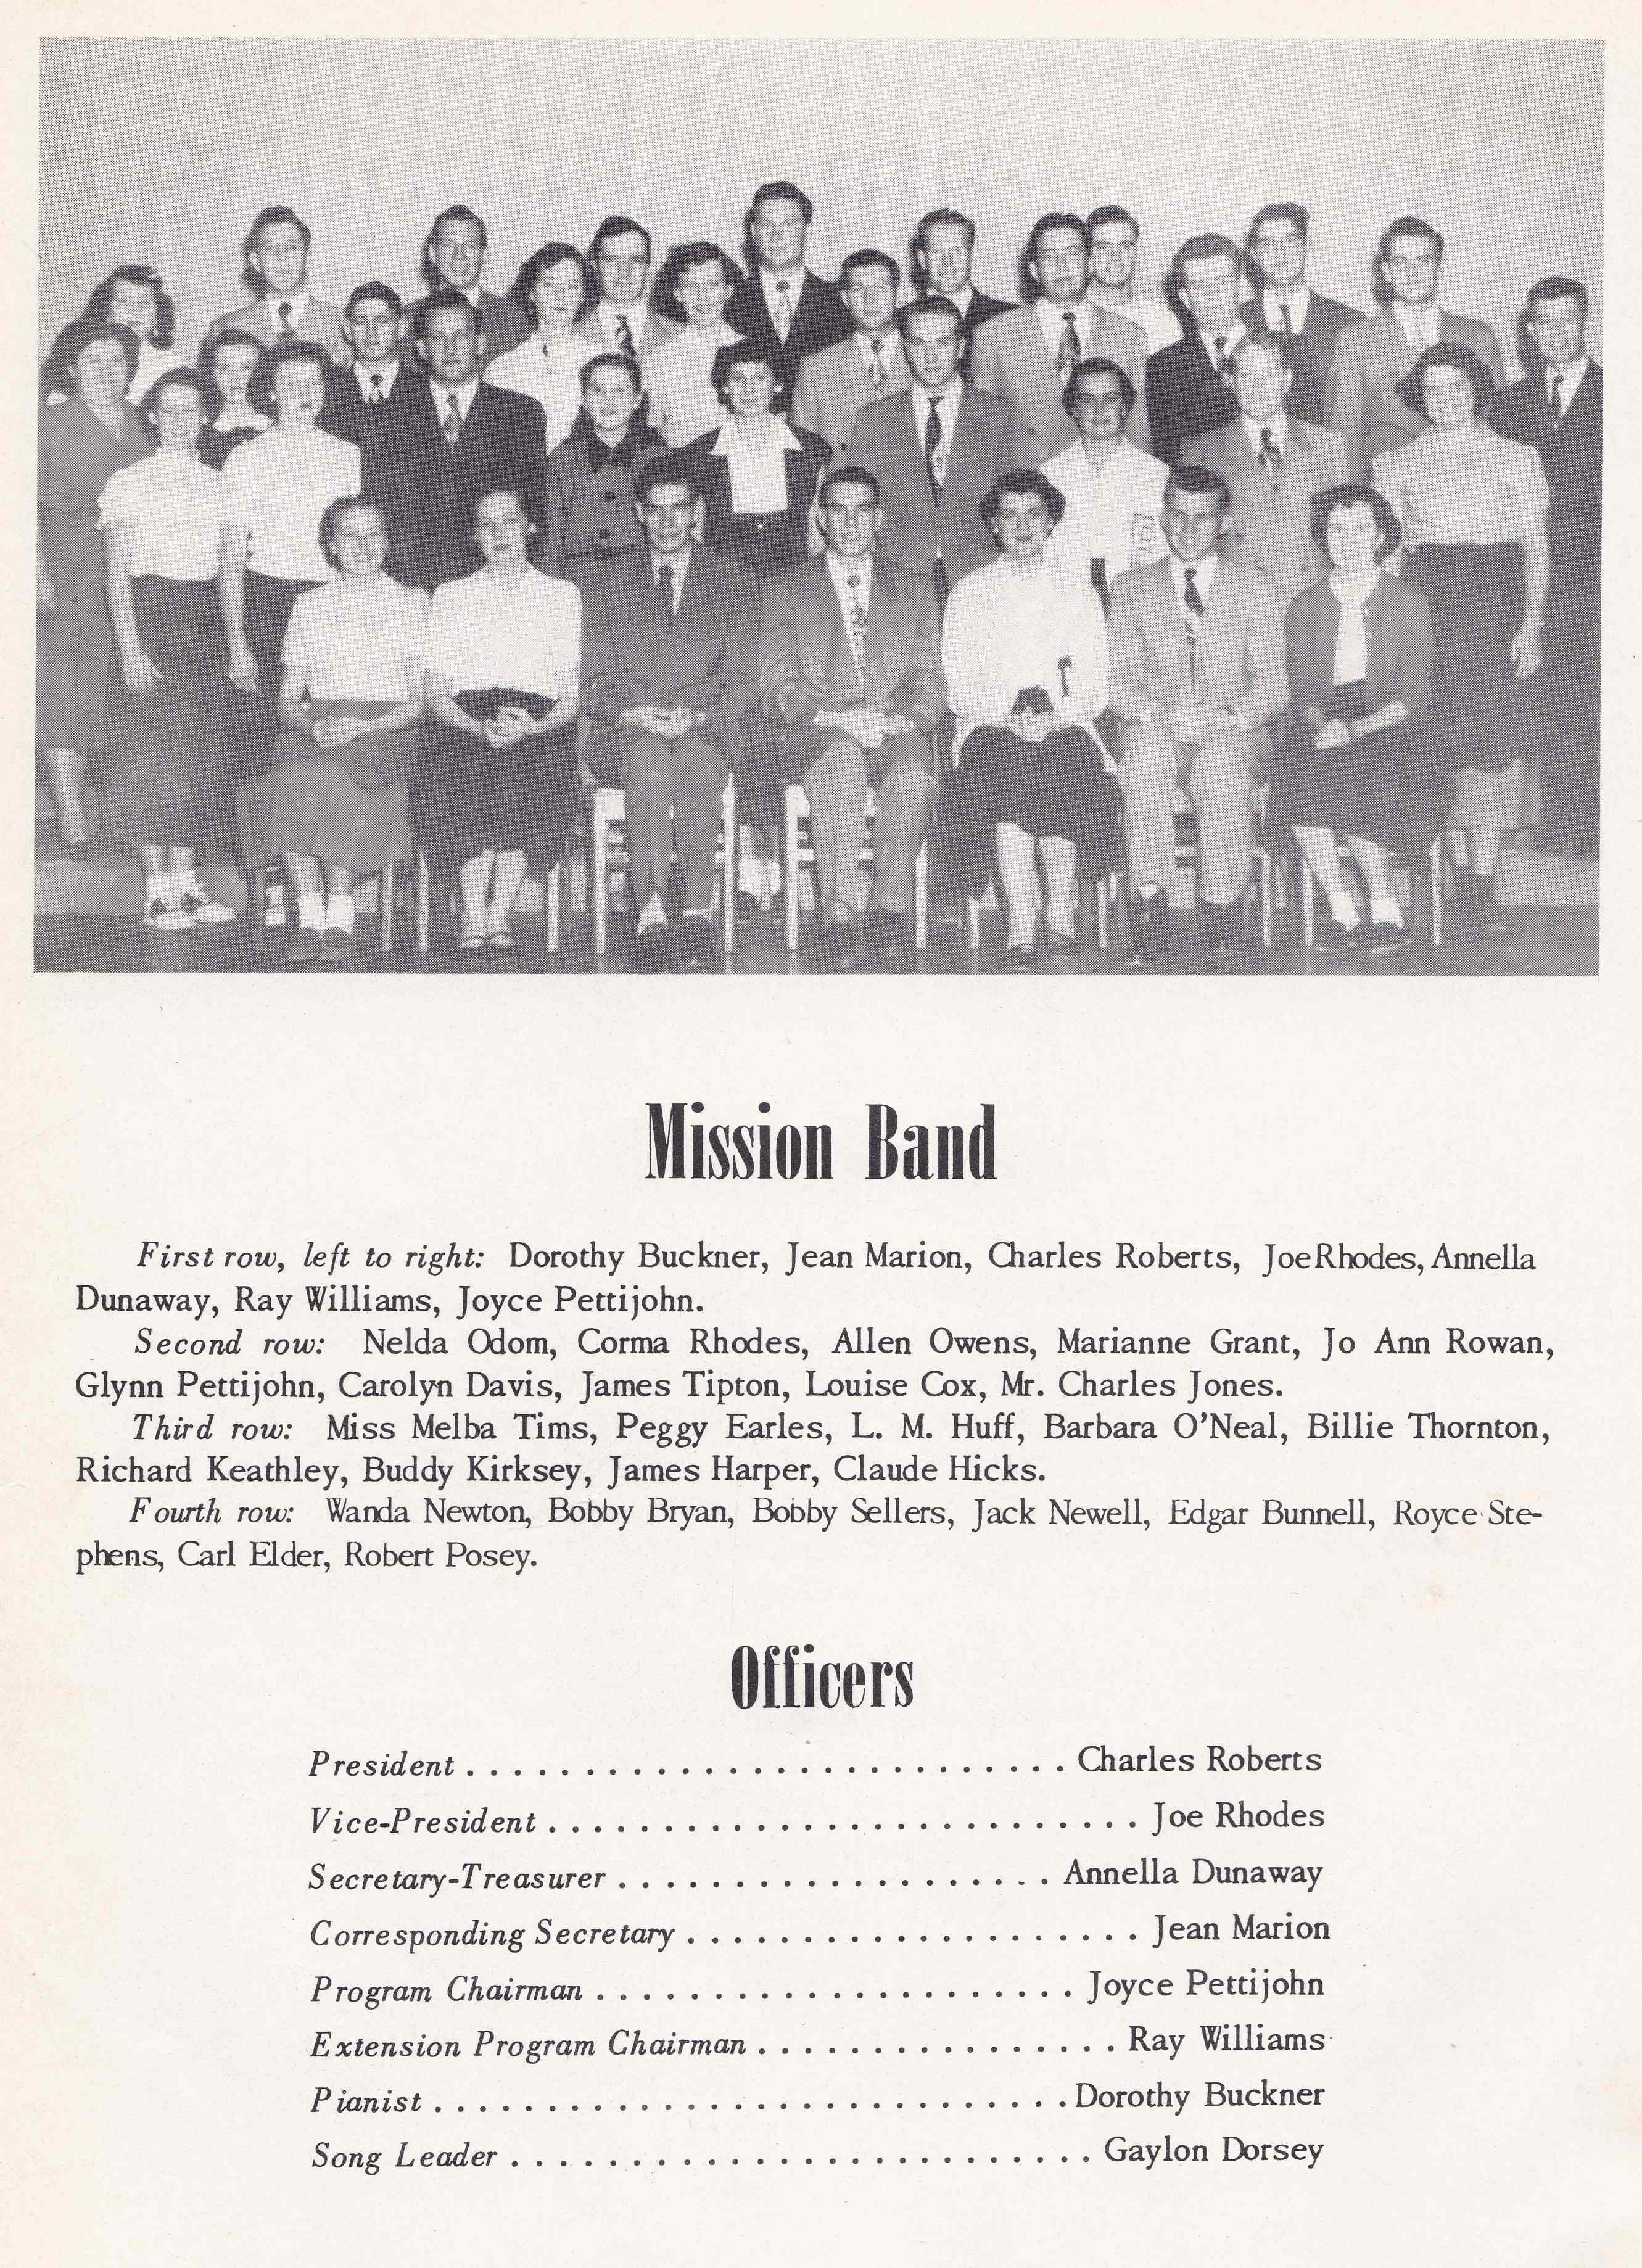 Mission Band
First row, left to right: Dorothy Buckner, Jean Marion, Charles Roberts, Joe Rhodes, Annella
Dunaway, Ray Williams, Joyce Pettijohn.
Second row: Nelda Odom, Corma Rhodes, Allen Owens, Marianne Grant, Jo Ann Rowan,
Glynn Pettijohn, Carolyn Davis, James Tipton, Louise Cox, Mr. Charles Jones.
Third row: Miss Melba Tims, Peggy Earles, L. M. Huff, Barbara O'Neal, Billie Thornton,
Richard Keathley, Buddy Kirksey, James Harper, Claude Hicks.
Fourth row: Wanda Newton, Bobby Bryan, Bobby Sellers, Jack Newell, Edgar Bunnell, Royce Ste-
phens, Carl Elder, Robert Posey.
Officers
President . . . . . . . . . . . . . . . . . . . . . . . . . . Charles Roberts
Vice-President . . . . . . . . . . . . . . . . . . . . . . . . . . Joe Rhodes
Secretary-Treasurer . . . . . . . . . . . . . . . . . . . Annella Dunaway
Corresponding Secretary . . . . . . . . . . . . . . . . . . . . Jean Marion
Program Chairman . . . . . . . . . . . . . . . . . . . . . Joyce Pettijohn
Extension Program Chairman . . . . . . . . . . . . . . . . Ray Williams
Pianist . . . . . . . . . . . . . . . . . . . . . . . . . . . . Dorothy Buckner
Song Leader . . . . . . . . . . . . . . . . . . . . . . . . . Gaylon Dorsey